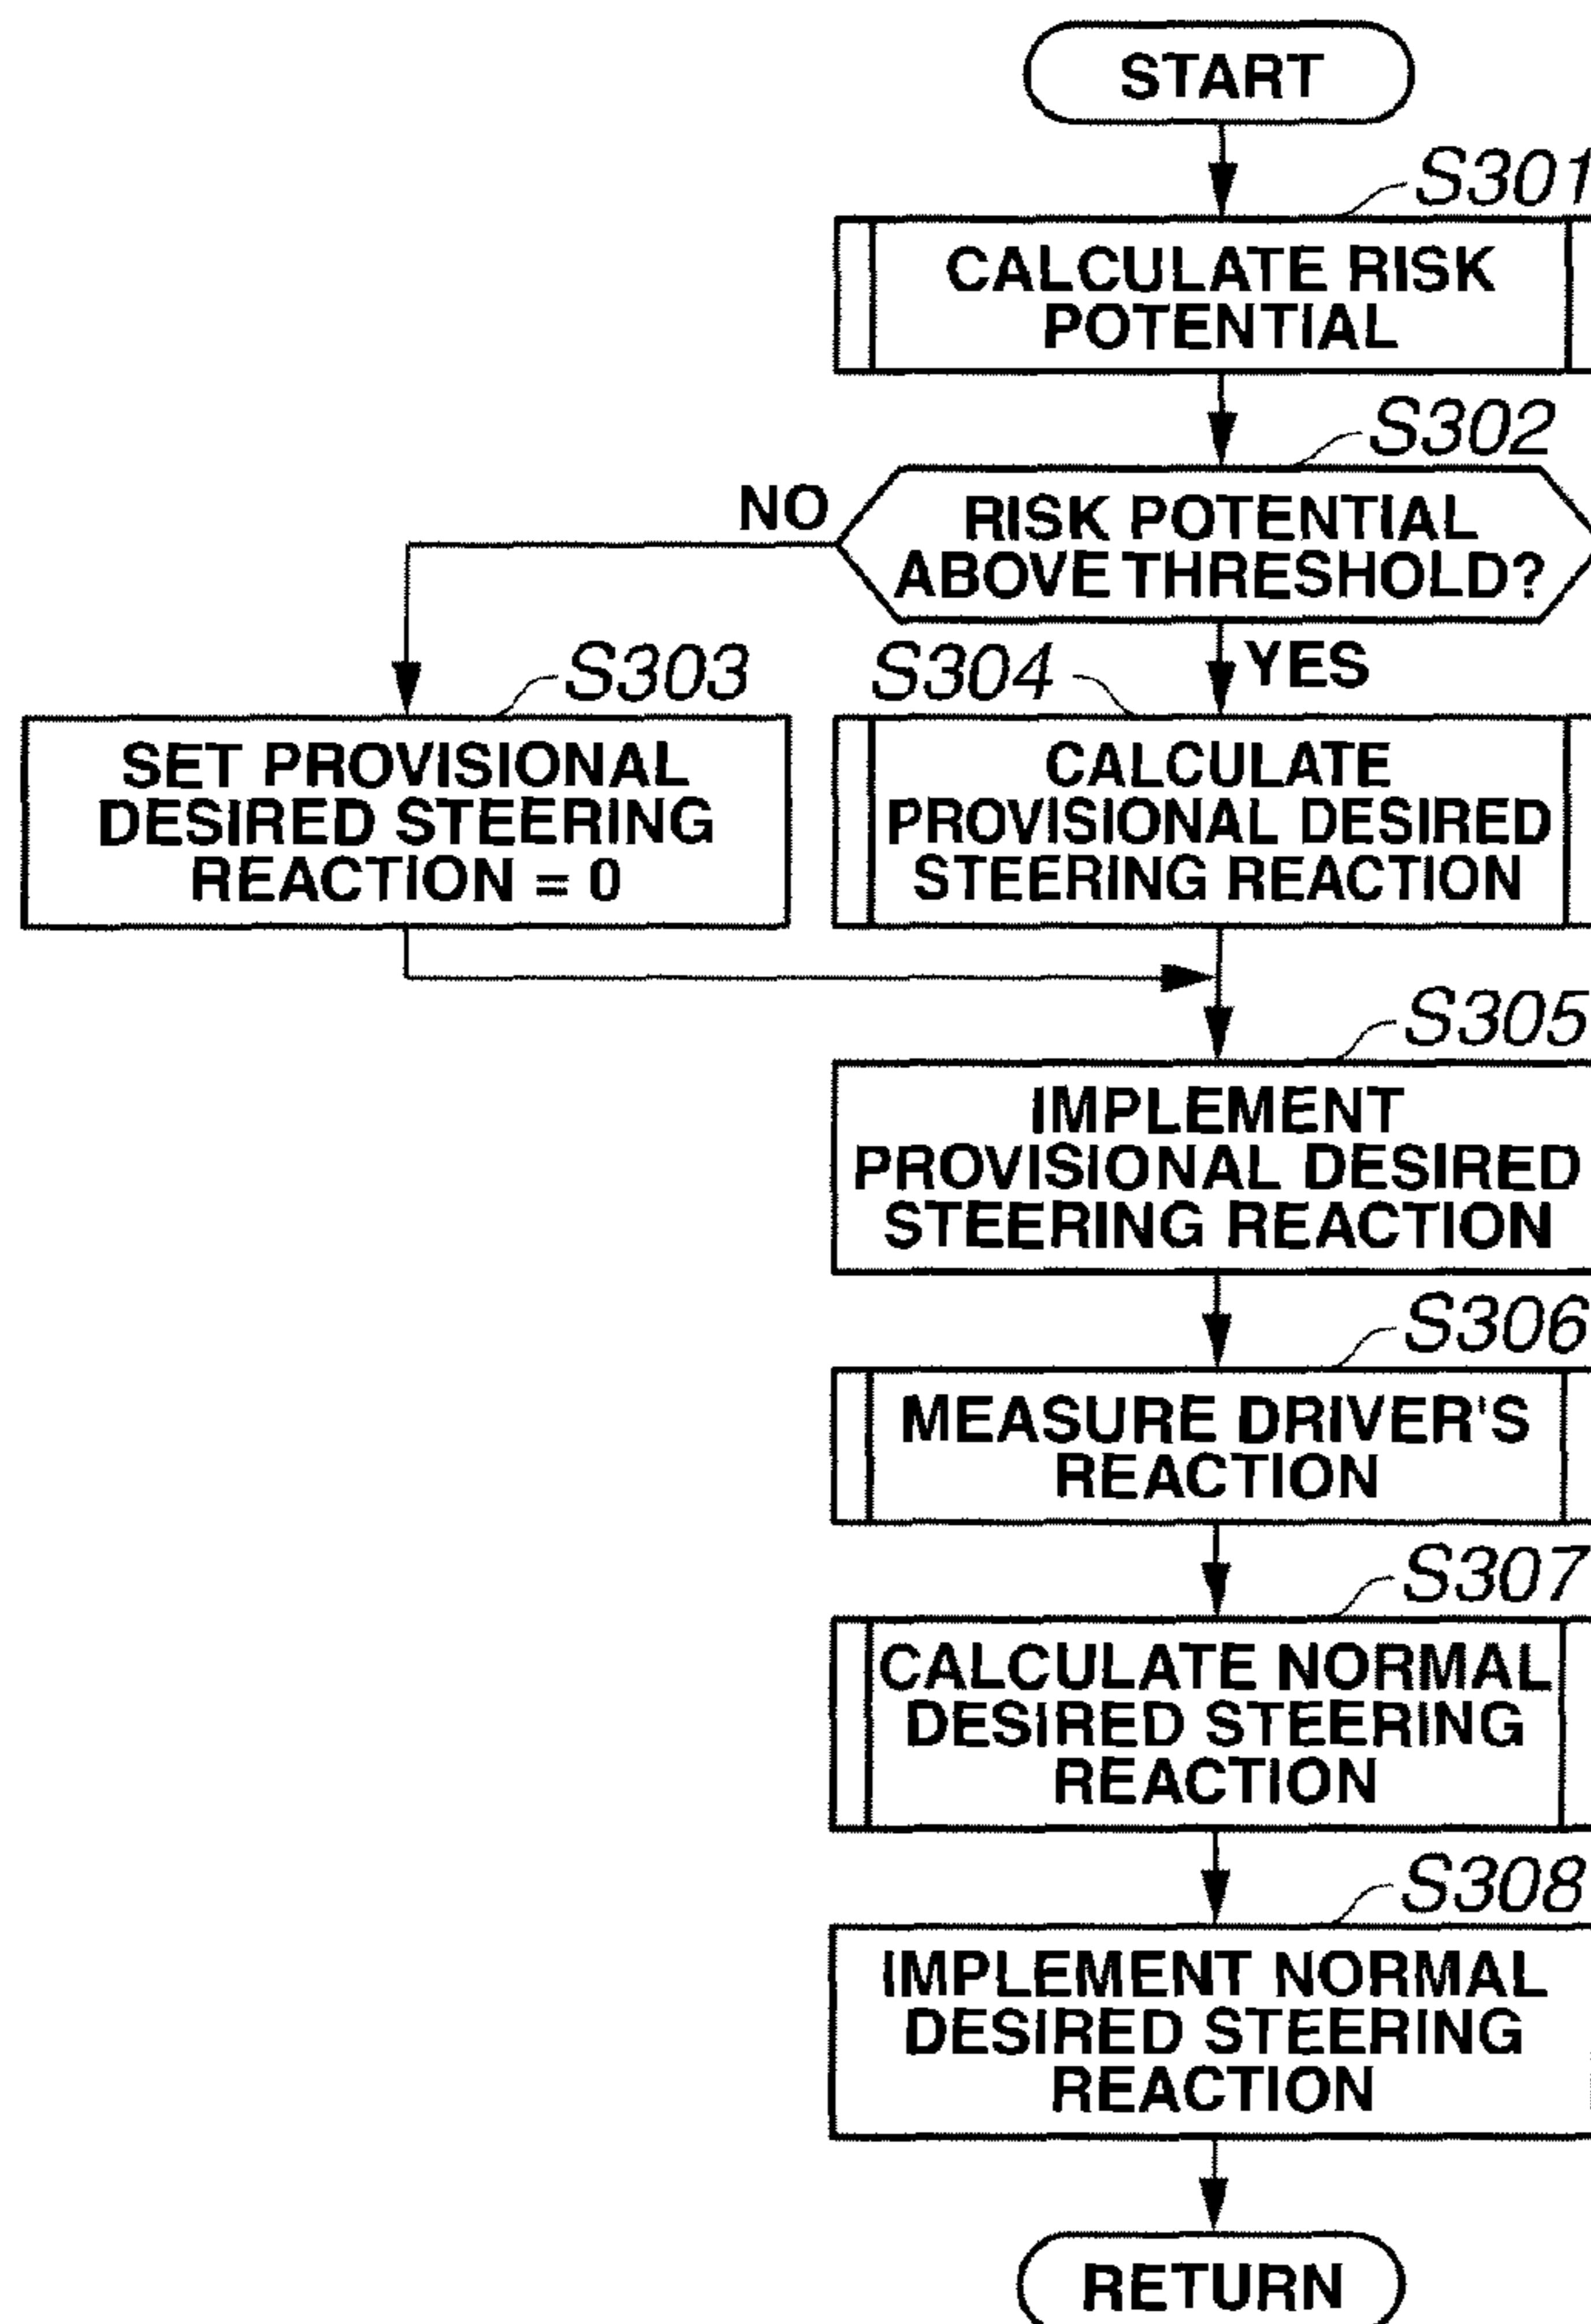 START
S301
CALCULATE RISK
POTENTIAL
S302
NO
RISK POTENTIAL
ABOVE THRESHOLD?
YES
S303
SET PROVISIONAL
DESIRED STEERING
REACTION = 0
S304
CALCULATE
PROVISIONAL DESIRED
STEERING REACTION
S305
IMPLEMENT
PROVISIONAL DESIRED
STEERING REACTION
S306
MEASURE DRIVER'S
REACTION
S307
CALCULATE NORMAL
DESIRED STEERING
REACTION
S308
IMPLEMENT NORMAL
DESIRED STEERING
REACTION
RETURN